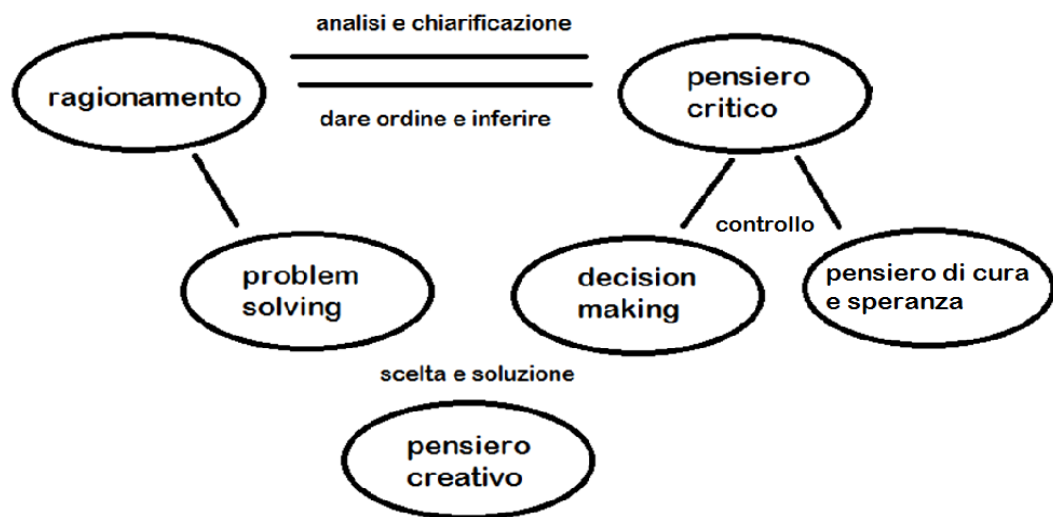 analisi e chiarificazione
ragionamento
pensiero
critico
dare ordine e inferire
controllo
problem
solving
decision
making
pensiero di cura
e speranza
scelta e soluzione
pensiero
creativo